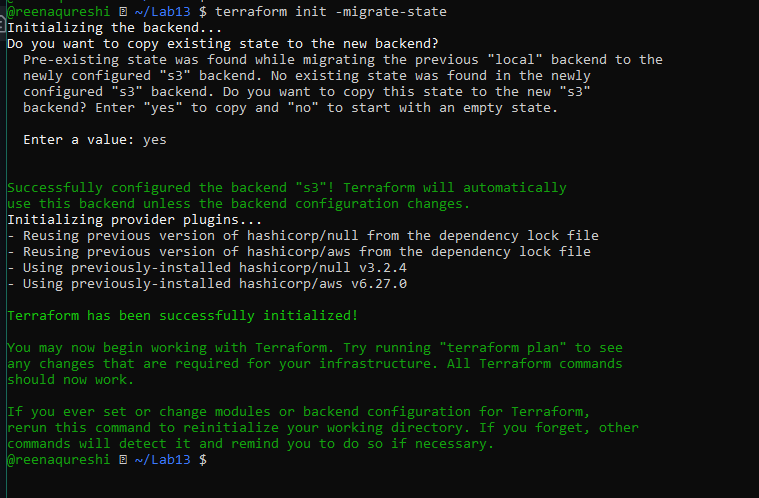 @reenaqureshi ~/Lab13 $ terraform init -migrate-state
Initializing the backend...
Do you want to copy existing state to the new backend?
  Pre-existing state was found while migrating the previous "local" backend to the
  newly configured "s3" backend. No existing state was found in the newly
  configured "s3" backend. Do you want to copy this state to the new "s3"
  backend? Enter "yes" to copy and "no" to start with an empty state.
  Enter a value: yes
Successfully configured the backend "s3"! Terraform will automatically
use this backend unless the backend configuration changes.
Initializing provider plugins...
- Reusing previous version of hashicorp/null from the dependency lock file
- Reusing previous version of hashicorp/aws from the dependency lock file
- Using previously-installed hashicorp/null v3.2.4
- Using previously-installed hashicorp/aws v6.27.0
Terraform has been successfully initialized!
You may now begin working with Terraform. Try running "terraform plan" to see
any changes that are required for your infrastructure. All Terraform commands
should now work.
If you ever set or change modules or backend configuration for Terraform,
rerun this command to reinitialize your working directory. If you forget, other
commands will detect it and remind you to do so if necessary.
@reenaqureshi ~/Lab13 $